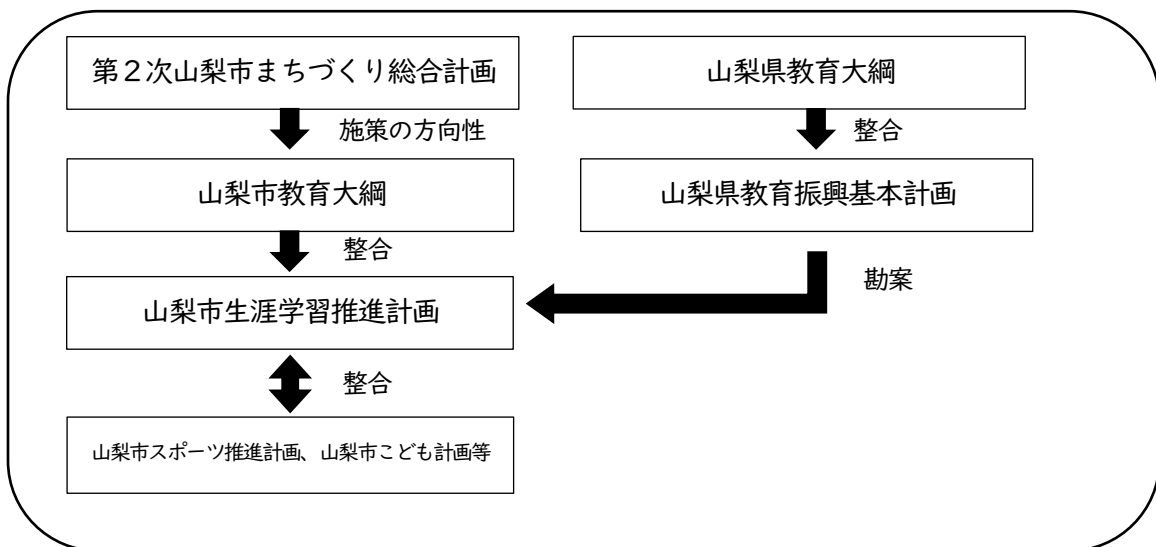 第２次山梨市まちづくり総合計画
山梨県教育大綱
施策の方向性
整合
山梨市教育大綱
山梨県教育振興基本計画
整合
勘案
山梨市生涯学習推進計画
整合
山梨市スポーツ推進計画、山梨市こども計画等